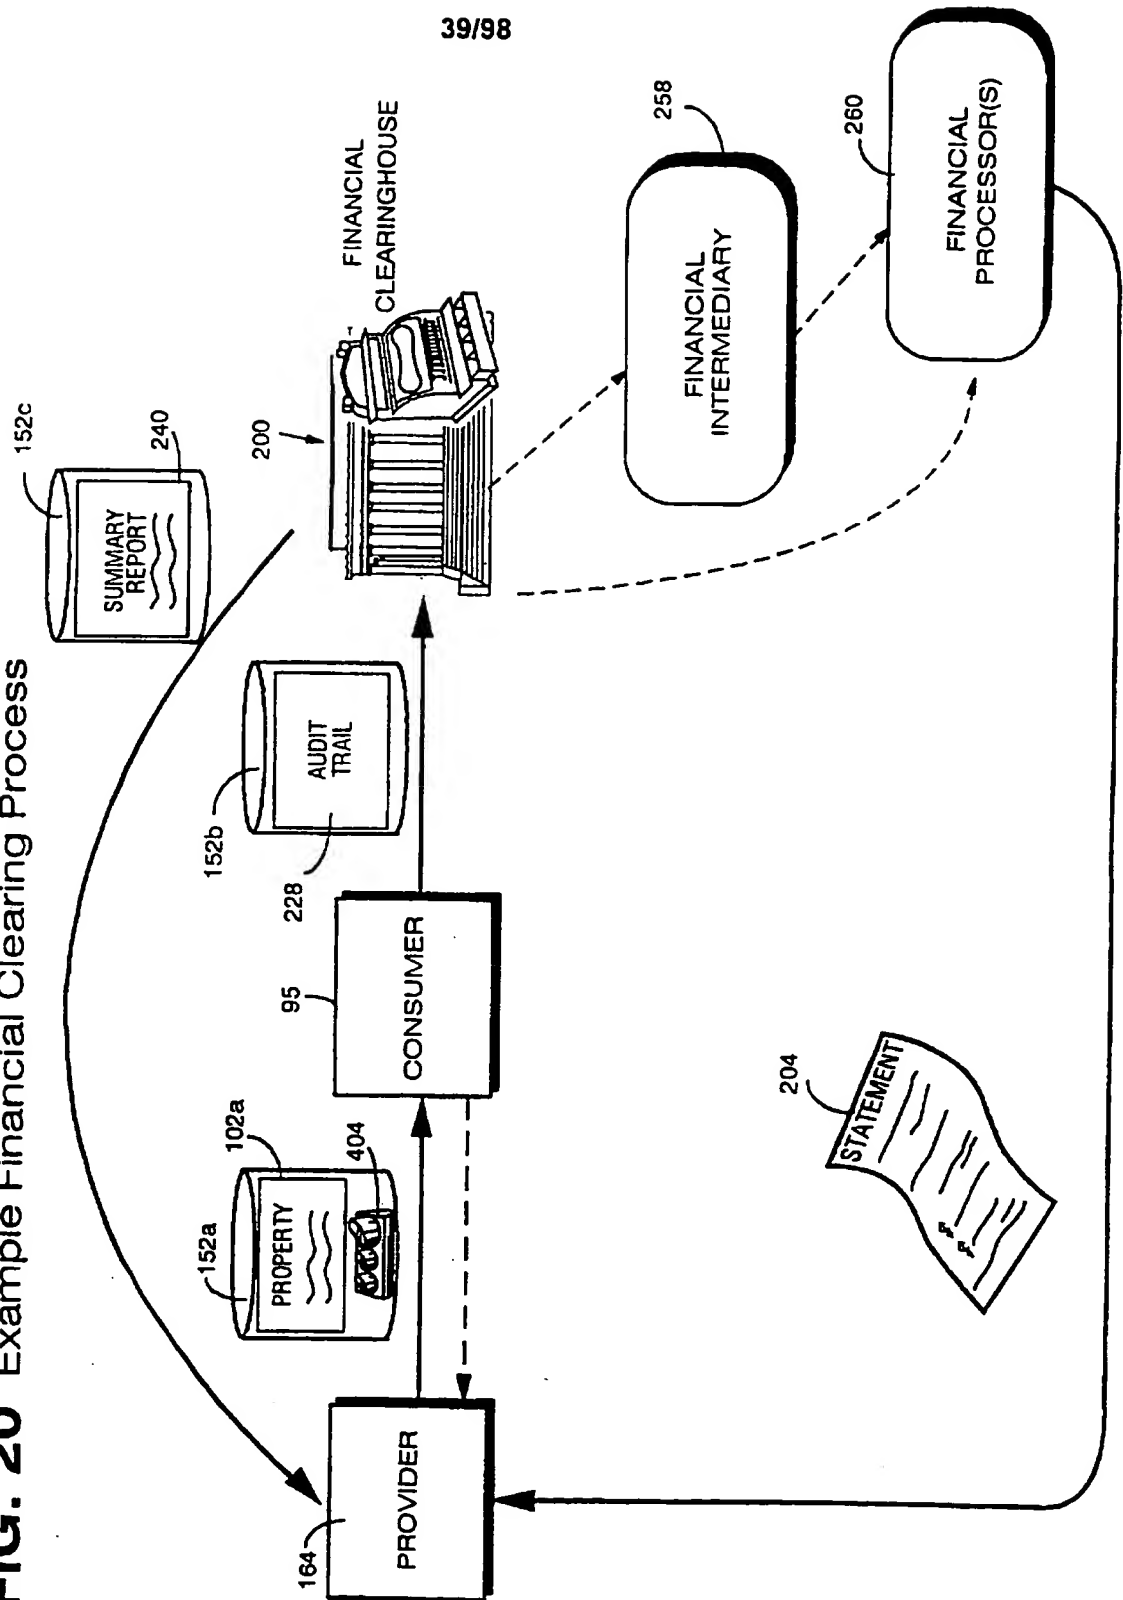 39/98
FIG. 20 Example Financial Clearing Process
152c
SUMMARY
REPORT
240
200
FINANCIAL
CLEARINGHOUSE
152b
AUDIT
TRAIL
228
95
CONSUMER
152a
PROPERTY
102a
404
164
PROVIDER
258
FINANCIAL
INTERMEDIARY
260
FINANCIAL
PROCESSOR(S)
204
STATEMENT